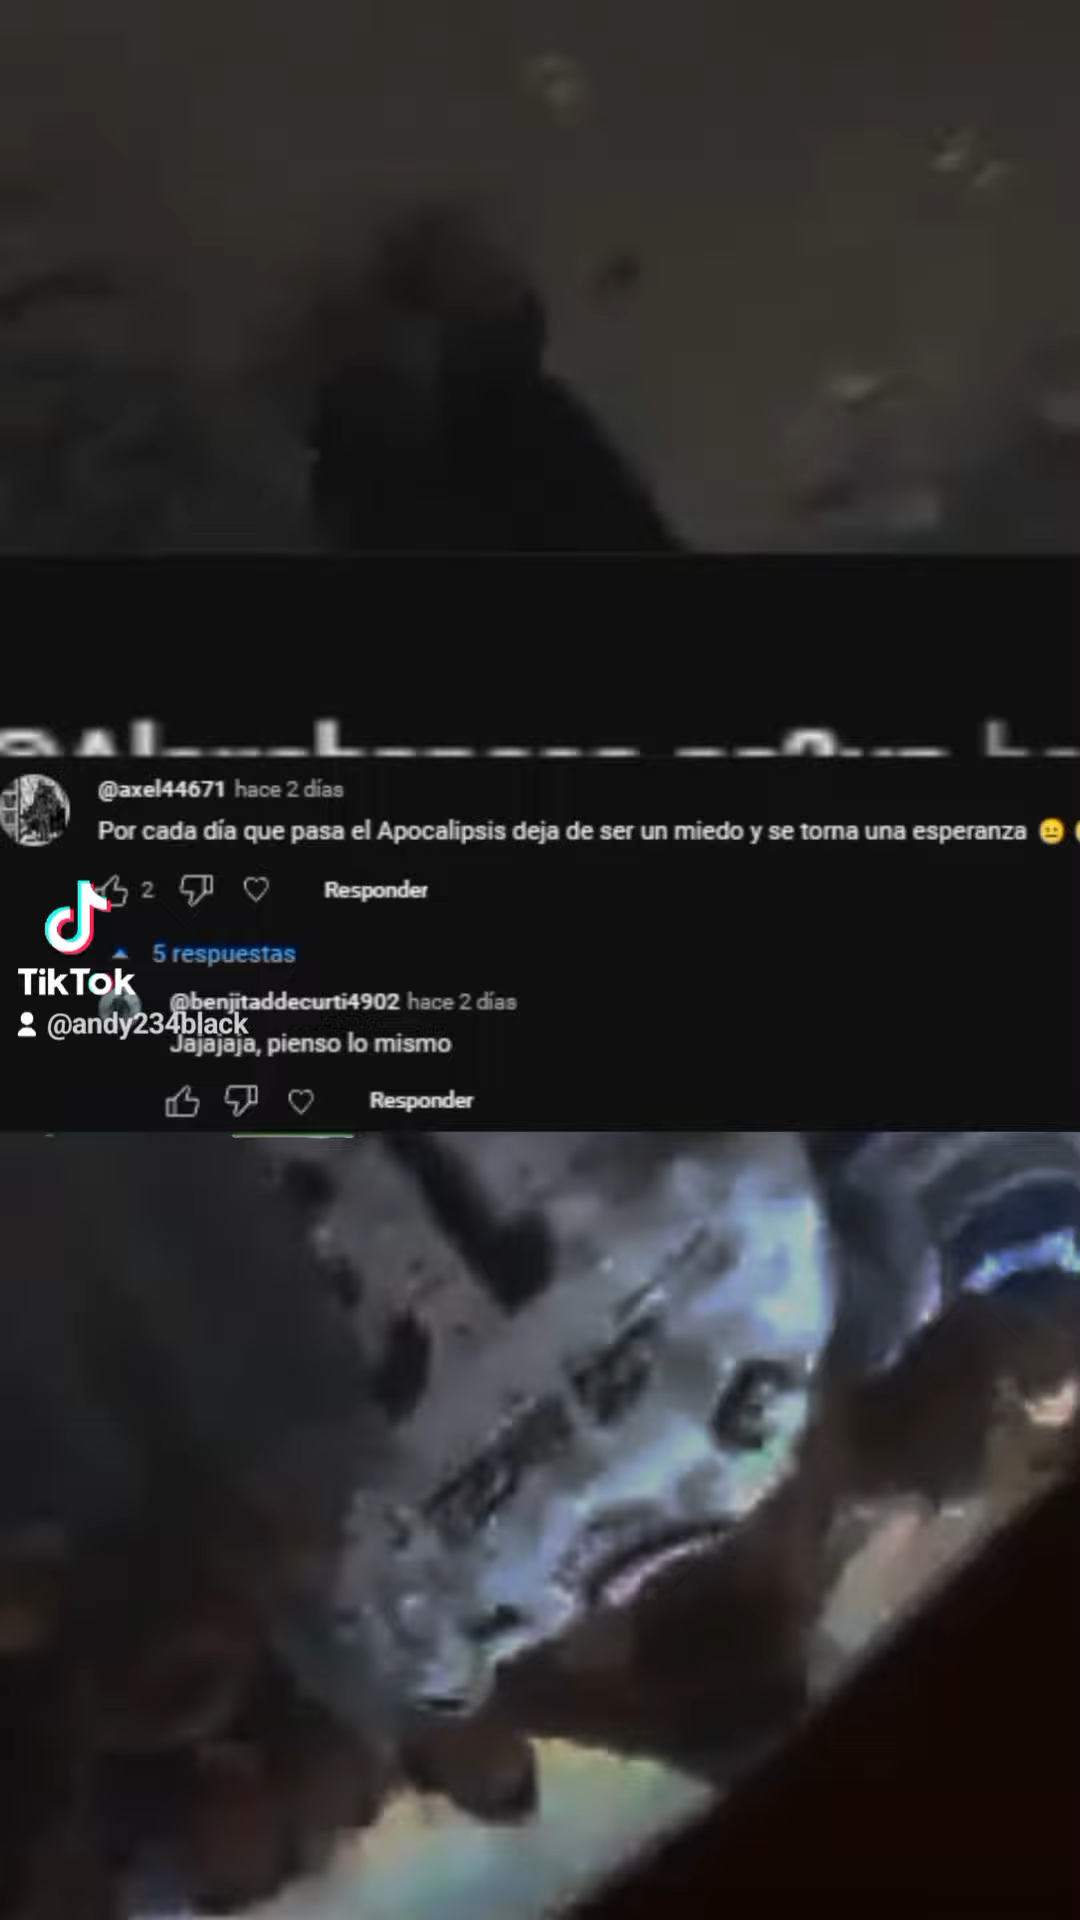 @axel44671 hace 2 días
Por cada día que pasa el Apocalipsis deja de ser un miedo y se torna una esperanza 😐
2 Responder
5 respuestas
TikTok
@benjitaddecurti4902 hace 2 días
@andy234black
Jajajaja, pienso lo mismo
Responder